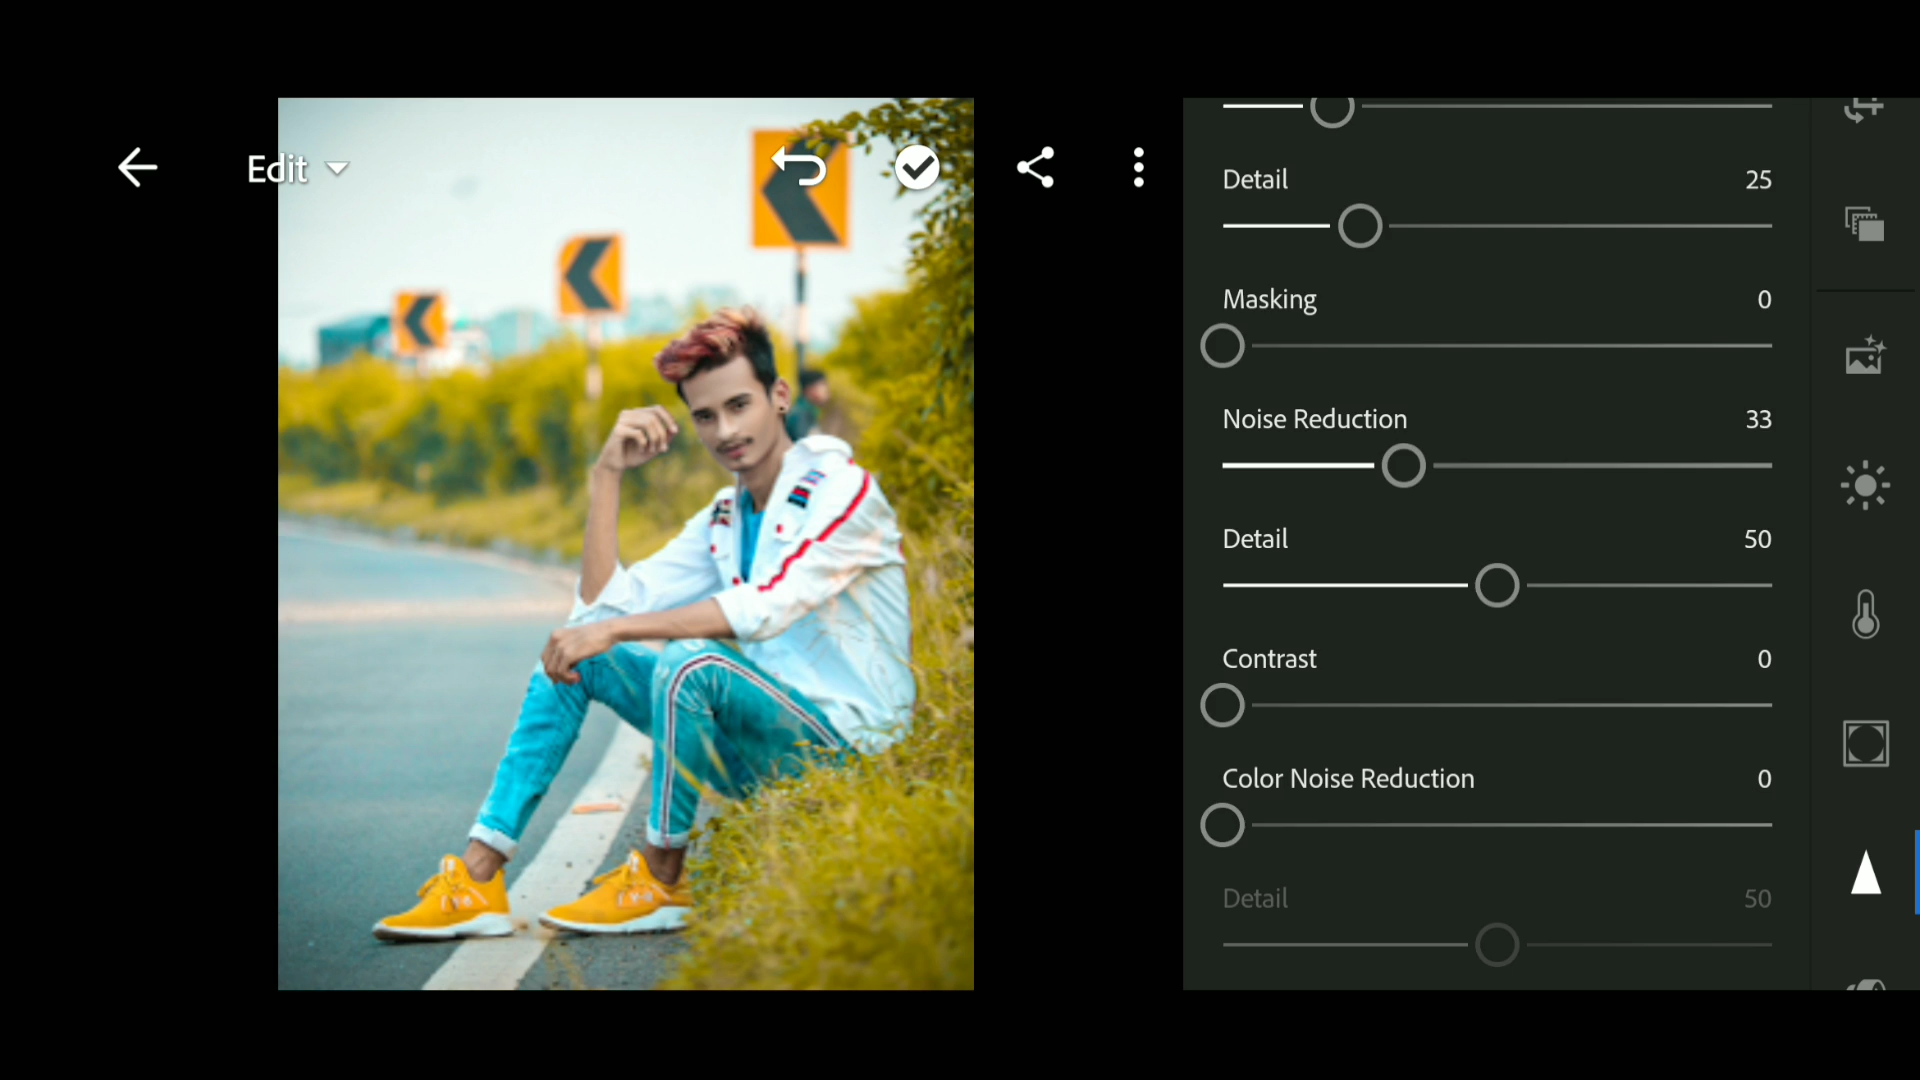 Edit
Detail 25
Masking 0
Noise Reduction 33
Detail 50
Contrast 0
Color Noise Reduction 0
Detail 50